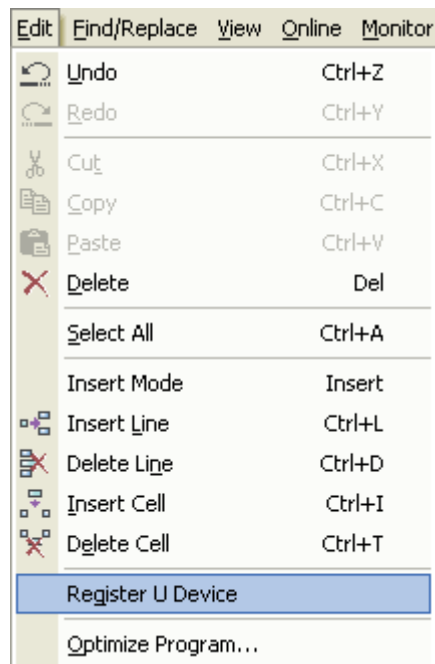 Edit Find/Replace View Online Monitor
Undo Ctrl+Z
Redo Ctrl+Y
Cut Ctrl+X
Copy Ctrl+C
Paste Ctrl+V
Delete Del
Select All Ctrl+A
Insert Mode Insert
Insert Line Ctrl+L
Delete Line Ctrl+D
Insert Cell Ctrl+I
Delete Cell Ctrl+T
Register U Device
Optimize Program...